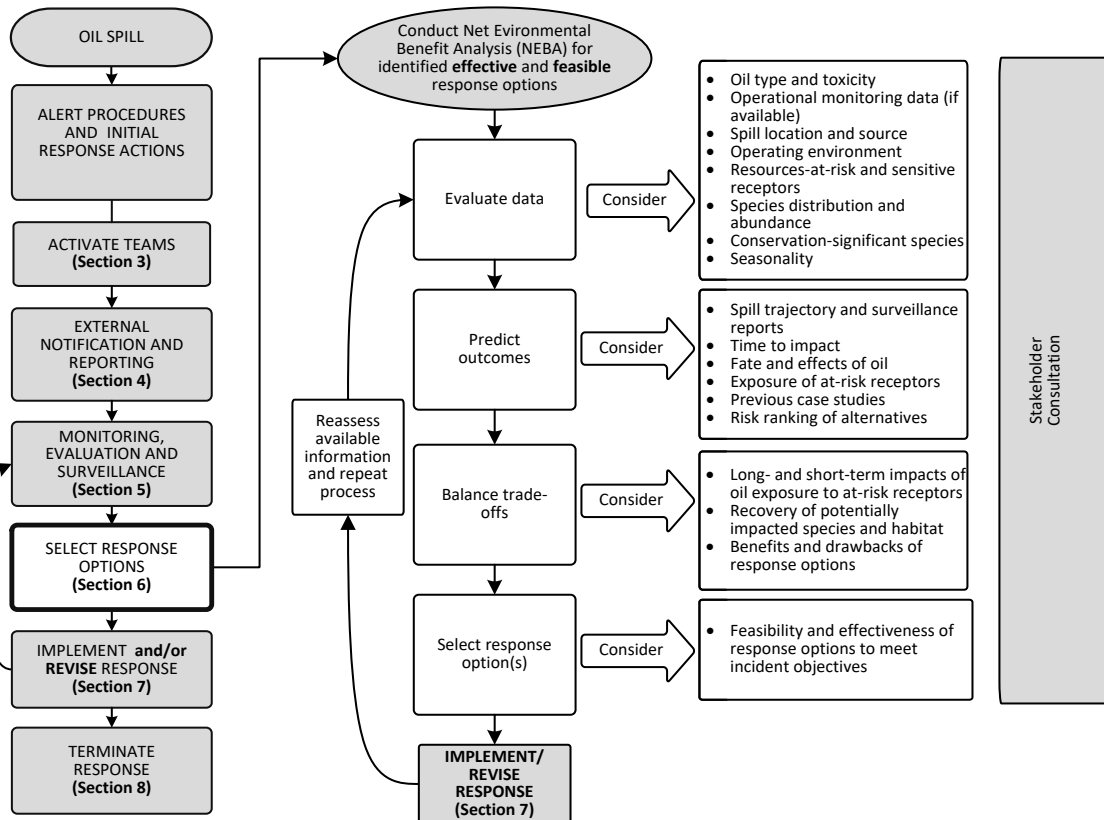 OIL SPILL
ALERT PROCEDURES
AND INITIAL
RESPONSE ACTIONS
ACTIVATE TEAMS
(Section 3)
EXTERNAL
NOTIFICATION AND
REPORTING
(Section 4)
MONITORING,
EVALUATION AND
SURVEILLANCE
(Section 5)
SELECT RESPONSE
OPTIONS
(Section 6)
IMPLEMENT and/or
REVISE RESPONSE
(Section 7)
TERMINATE
RESPONSE
(Section 8)
Conduct Net Evironmental
Benefit Analysis (NEBA) for
identified effective and feasible
response options
Evaluate data
Consider
• Oil type and toxicity
• Operational monitoring data (if
available)
• Spill location and source
• Operating environment
• Resources-at-risk and sensitive
receptors
• Species distribution and
abundance
• Conservation-significant species
• Seasonality
Predict
outcomes
Consider
• Spill trajectory and surveillance
reports
• Time to impact
• Fate and effects of oil
• Exposure of at-risk receptors
• Previous case studies
• Risk ranking of alternatives
Reassess
available
information
and repeat
process
Balance trade-
offs
Consider
• Long- and short-term impacts of
oil exposure to at-risk receptors
• Recovery of potentially
impacted species and habitat
• Benefits and drawbacks of
response options
Select response
option(s)
Consider
• Feasibility and effectiveness of
response options to meet
incident objectives
IMPLEMENT/
REVISE
RESPONSE
(Section 7)
Stakeholder
Consultation